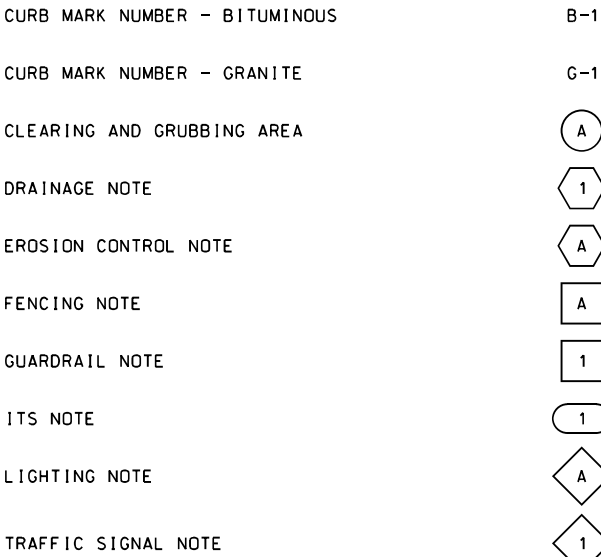 CURB MARK NUMBER - BITUMINOUS B-1
CURB MARK NUMBER - GRANITE G-1
CLEARING AND GRUBBING AREA A
DRAINAGE NOTE 1
EROSION CONTROL NOTE A
FENCING NOTE A
GUARDRAIL NOTE 1
ITS NOTE 1
LIGHTING NOTE A
TRAFFIC SIGNAL NOTE 1